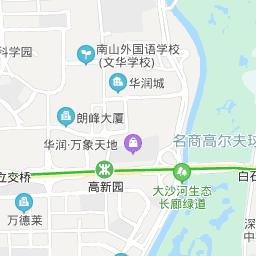 南山外国语学校
(文华学校)
科学园
华润城
朗峰大厦
华润·万象天地
名商高尔夫球
立交桥
高新园
大沙河生态
长廊绿道
白石
万德莱
深
中